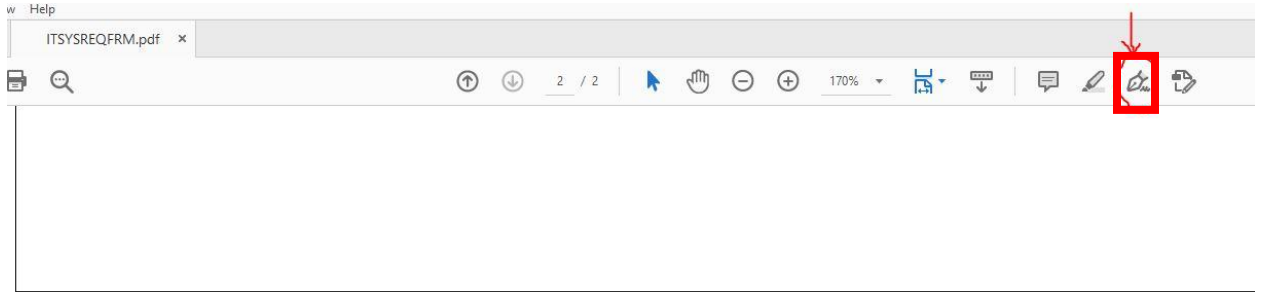 w Help
ITSYSREQFRM.pdf ×
2 / 2 170%